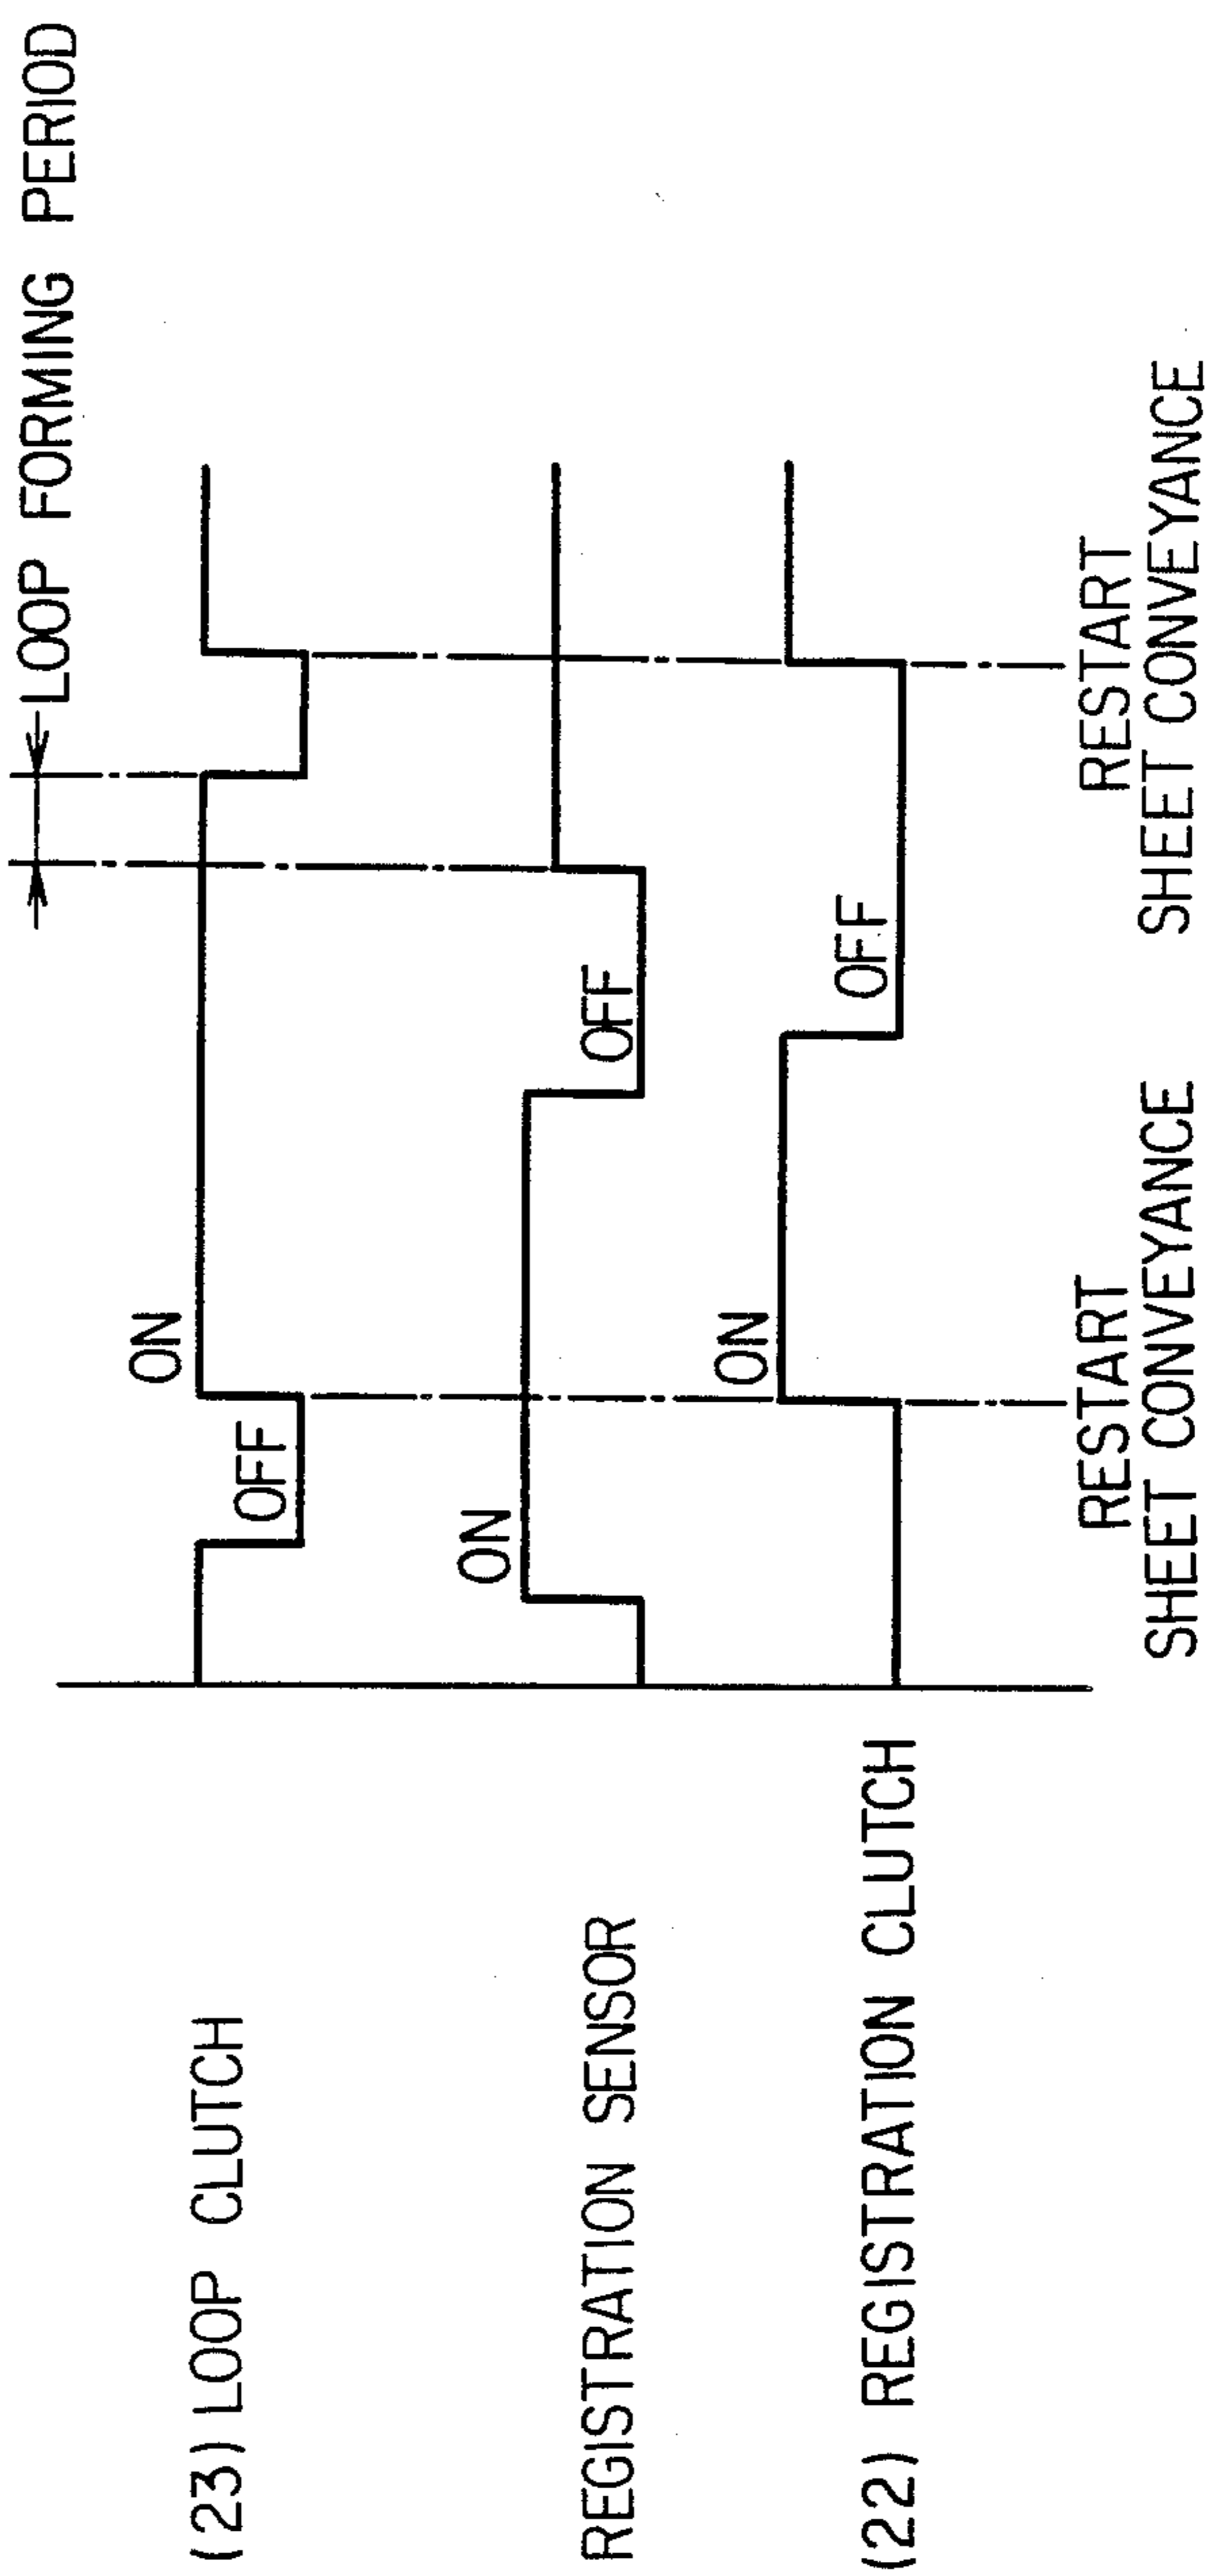 LOOP FORMING PERIOD
(23) LOOP CLUTCH
OFF
ON
REGISTRATION SENSOR
ON
OFF
(22) REGISTRATION CLUTCH
ON
OFF
RESTART
SHEET CONVEYANCE
RESTART
SHEET CONVEYANCE